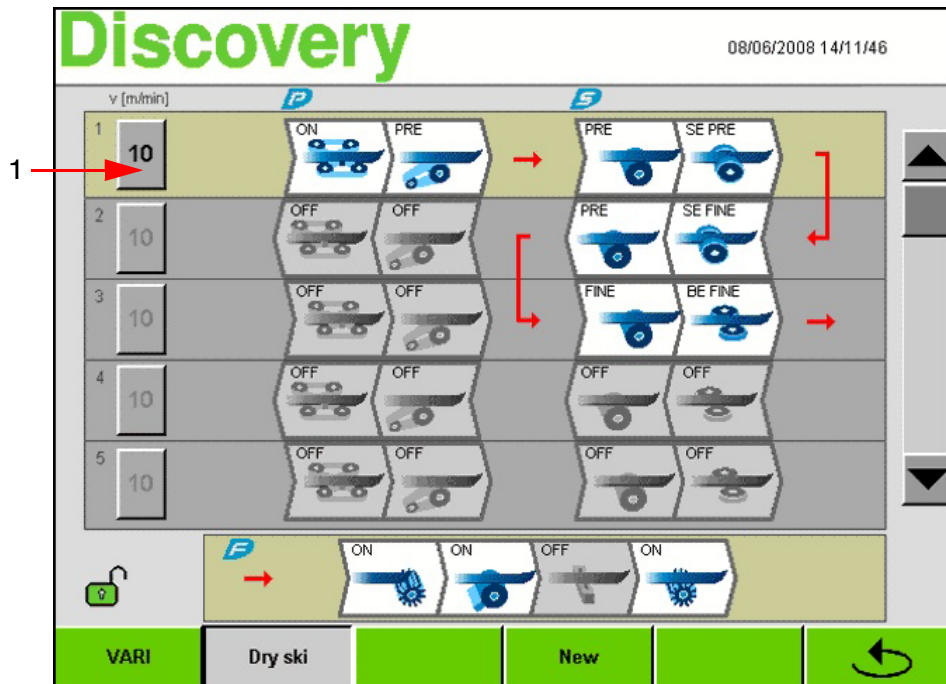 Discovery
08/06/2008 14/11/46
v [m/min]
P
S
1
1
10
ON
PRE
PRE
SE PRE
2
10
OFF
OFF
PRE
SE FINE
3
10
OFF
OFF
FINE
BE FINE
4
10
OFF
OFF
OFF
OFF
5
10
OFF
OFF
OFF
OFF
F
ON
ON
OFF
ON
VARI
Dry ski
New